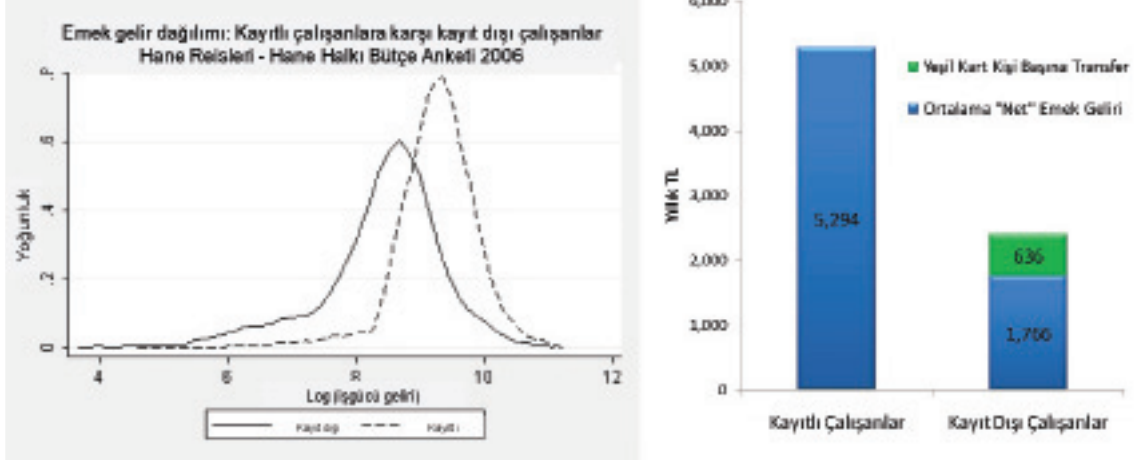 Emek gelir dağılımı: Kayıtlı çalışanlara karşı kayıt dışı çalışanlar
Hane Reisleri - Hane Halkı Bütçe Anketi 2006
Yoğunluk
.8
.6
.4
.2
0
4 6 8 10 12
Log (işgücü geliri)
Kayıt dışı Kayıtlı
6,000
5,000
4,000
3,000
2,000
1,000
0
Yıllık TL
Yeşil Kart Kişi Başına Transfer
Ortalama "Net" Emek Geliri
5,294
636
1,766
Kayıtlı Çalışanlar Kayıt Dışı Çalışanlar